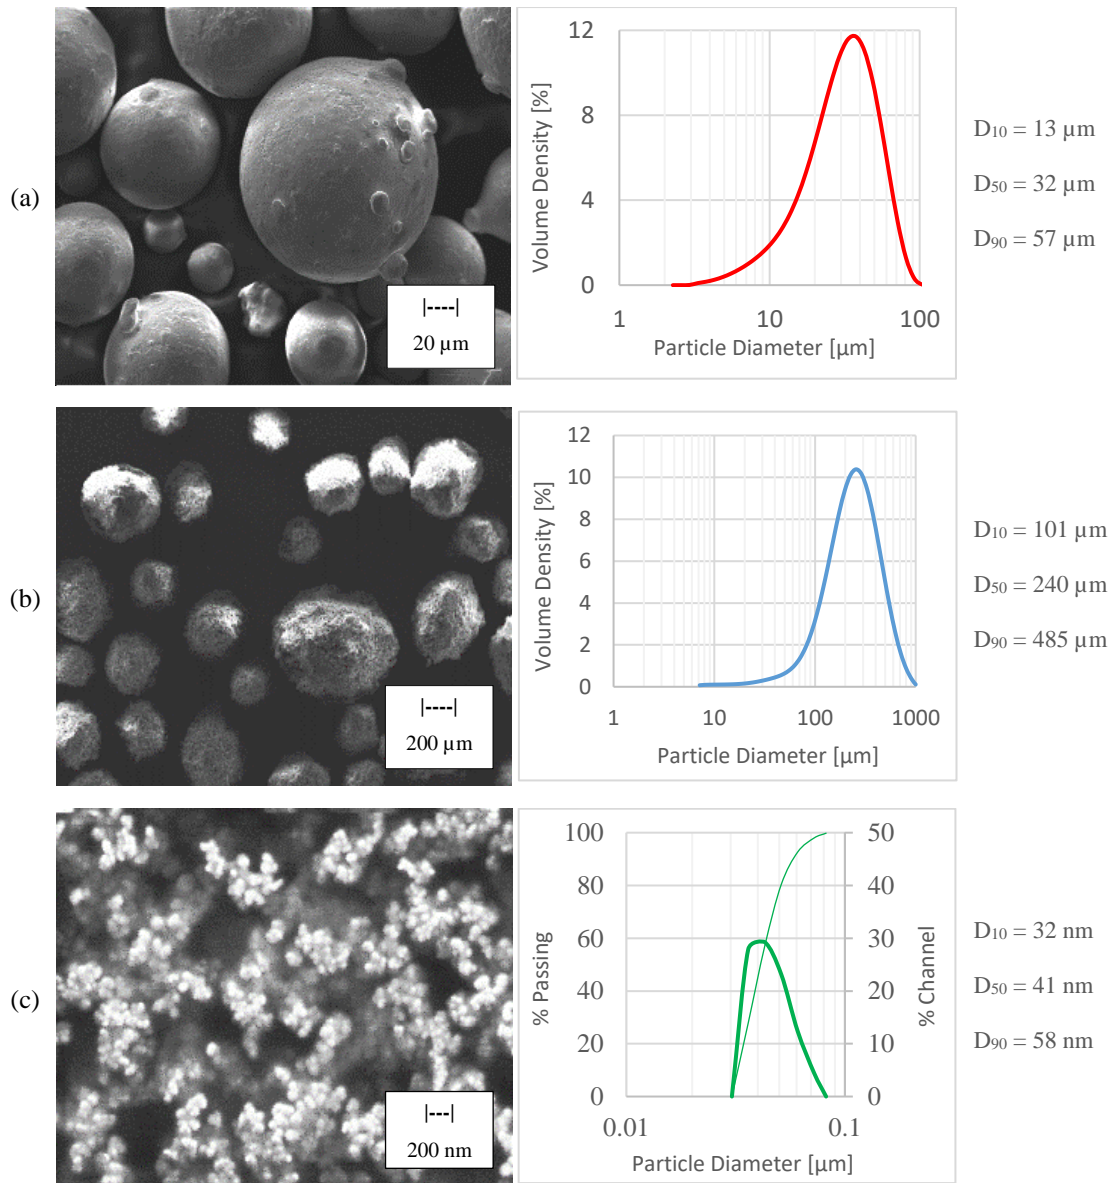 (a)
|----|
20 µm
12
8
4
0
1 10 100
Volume Density [%]
Particle Diameter [µm]
D10 = 13 µm
D50 = 32 µm
D90 = 57 µm
(b)
|----|
200 µm
12
10
8
6
4
2
0
1 10 100 1000
Volume Density [%]
Particle Diameter [µm]
D10 = 101 µm
D50 = 240 µm
D90 = 485 µm
(c)
|---|
200 nm
100
80
60
40
20
0
50
40
30
20
10
0
0.01 0.1
% Passing
% Channel
Particle Diameter [µm]
D10 = 32 nm
D50 = 41 nm
D90 = 58 nm